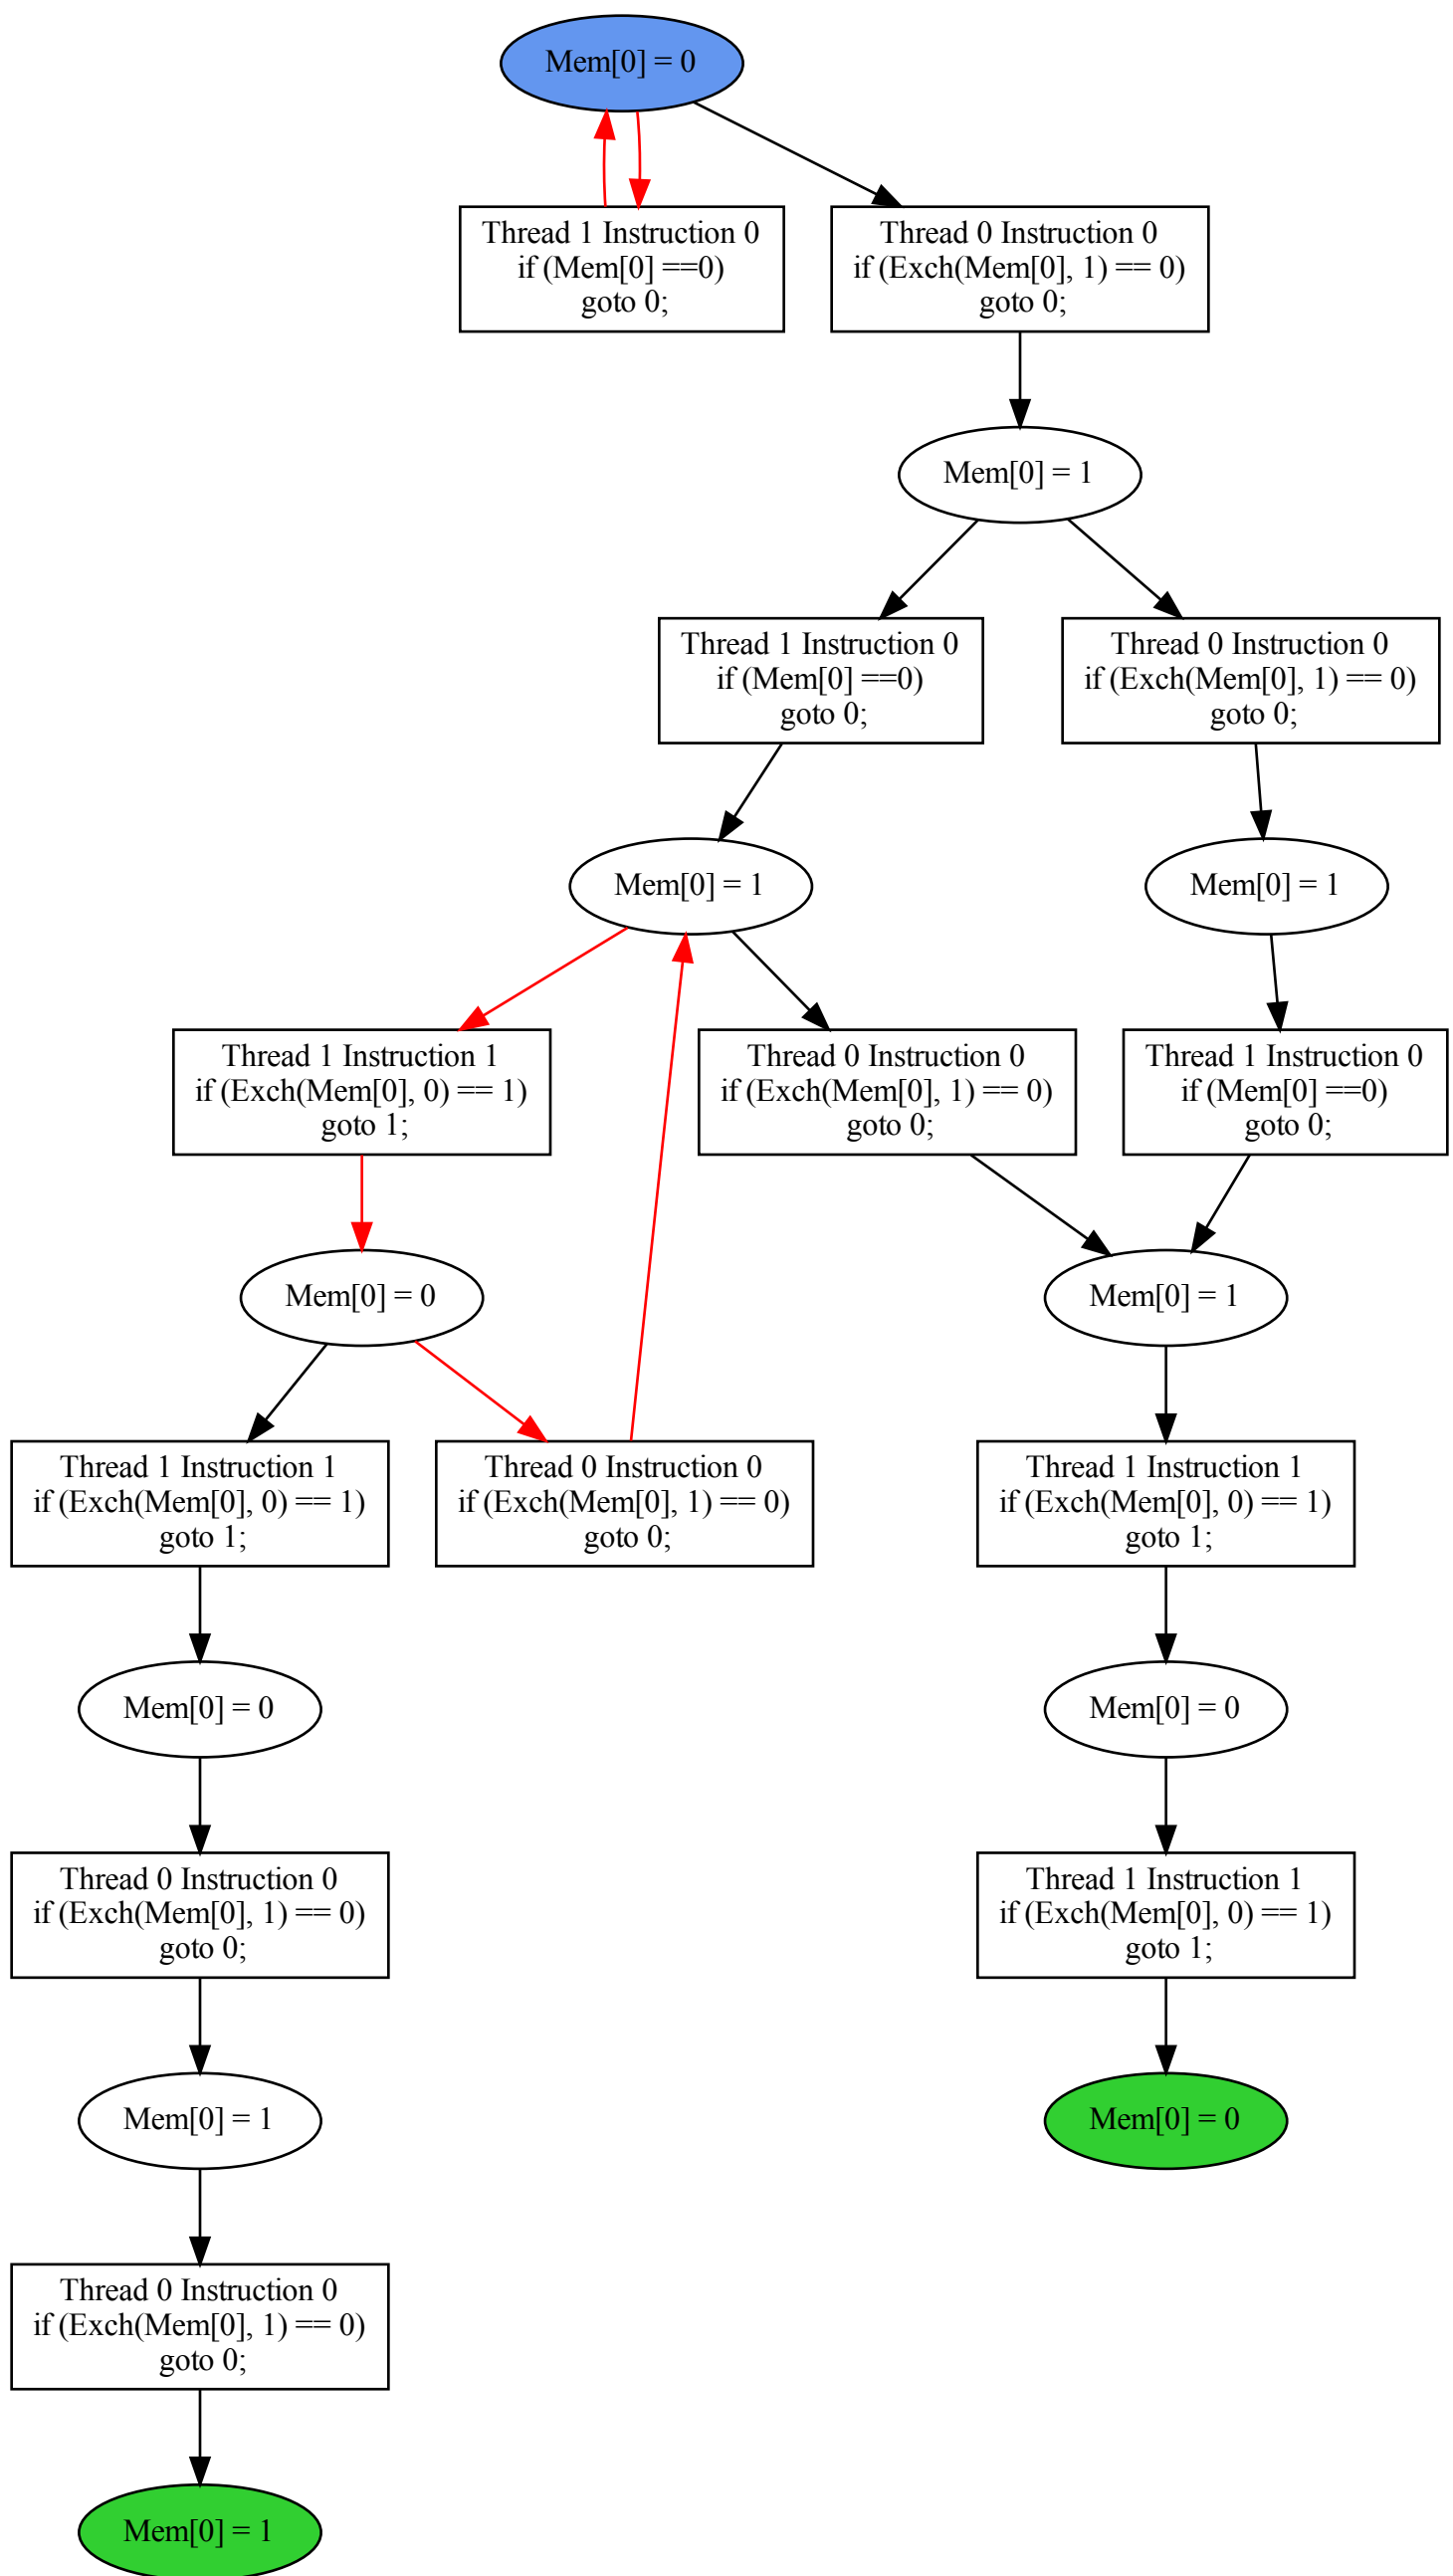 Mem[0] = 0
Thread 1 Instruction 0
if (Mem[0] ==0)
goto 0;
Thread 0 Instruction 0
if (Exch(Mem[0], 1) == 0)
goto 0;
Mem[0] = 1
Thread 1 Instruction 0
if (Mem[0] ==0)
goto 0;
Thread 0 Instruction 0
if (Exch(Mem[0], 1) == 0)
goto 0;
Mem[0] = 1
Mem[0] = 1
Thread 1 Instruction 1
if (Exch(Mem[0], 0) == 1)
goto 1;
Thread 0 Instruction 0
if (Exch(Mem[0], 1) == 0)
goto 0;
Thread 1 Instruction 0
if (Mem[0] ==0)
goto 0;
Mem[0] = 0
Mem[0] = 1
Thread 1 Instruction 1
if (Exch(Mem[0], 0) == 1)
goto 1;
Thread 0 Instruction 0
if (Exch(Mem[0], 1) == 0)
goto 0;
Thread 1 Instruction 1
if (Exch(Mem[0], 0) == 1)
goto 1;
Mem[0] = 0
Mem[0] = 0
Thread 0 Instruction 0
if (Exch(Mem[0], 1) == 0)
goto 0;
Thread 1 Instruction 1
if (Exch(Mem[0], 0) == 1)
goto 1;
Mem[0] = 1
Mem[0] = 0
Thread 0 Instruction 0
if (Exch(Mem[0], 1) == 0)
goto 0;
Mem[0] = 1